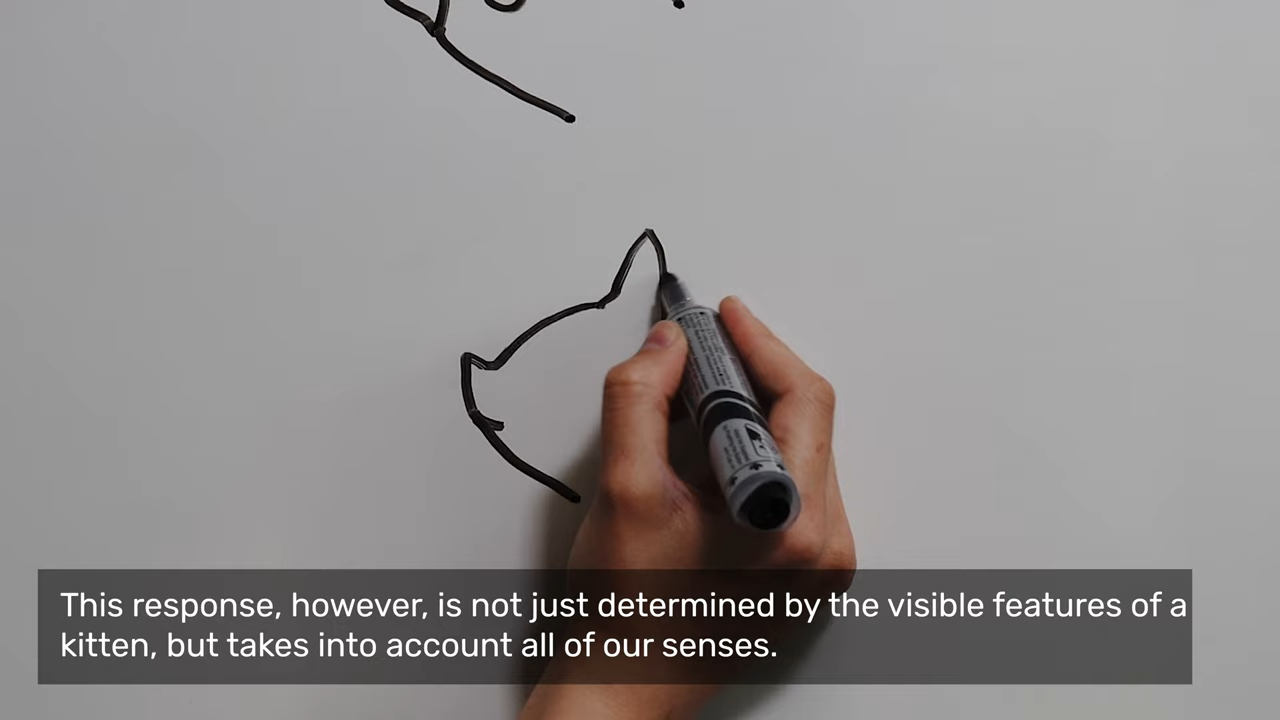 This response, however, is not just determined by the visible features of a
kitten, but takes into account all of our senses.